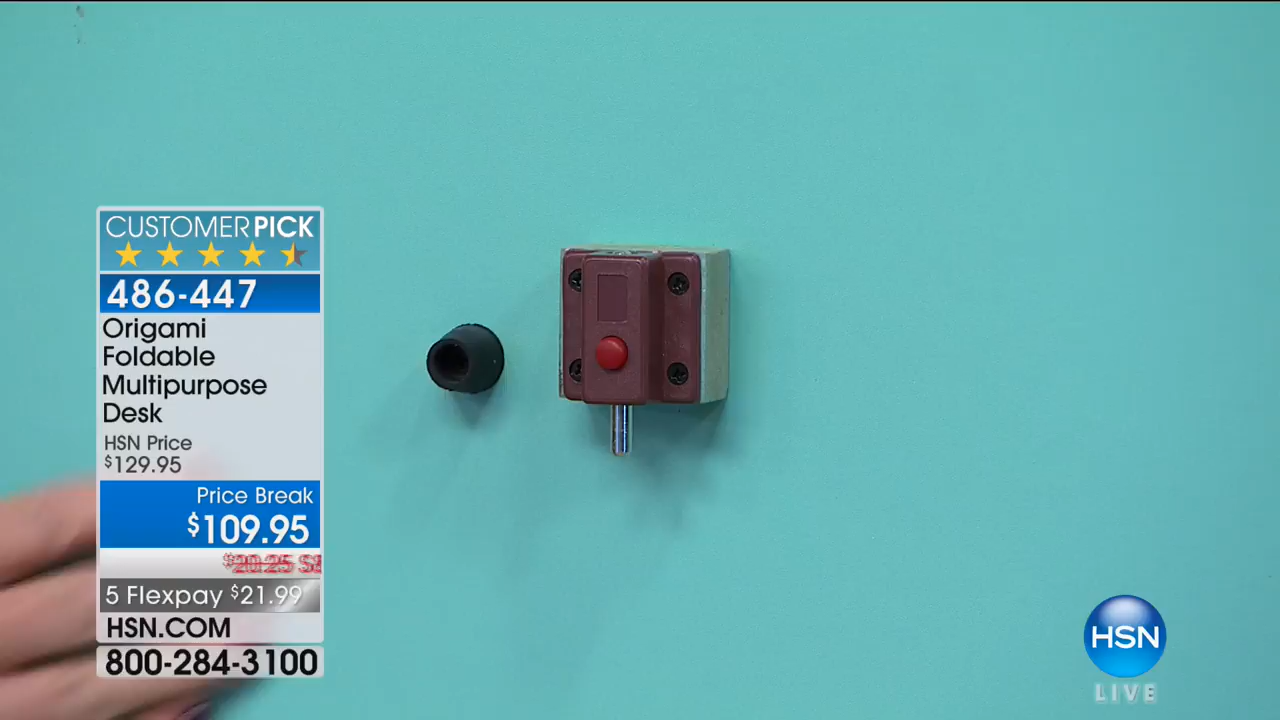 CUSTOMERPICK
486-447
Origami
Foldable
Multipurpose
Desk
HSN Price
$129.95
Price Break
$109.95
5 Flexpay $21.99
HSN.COM
800-284-3100
HSN
LIVE